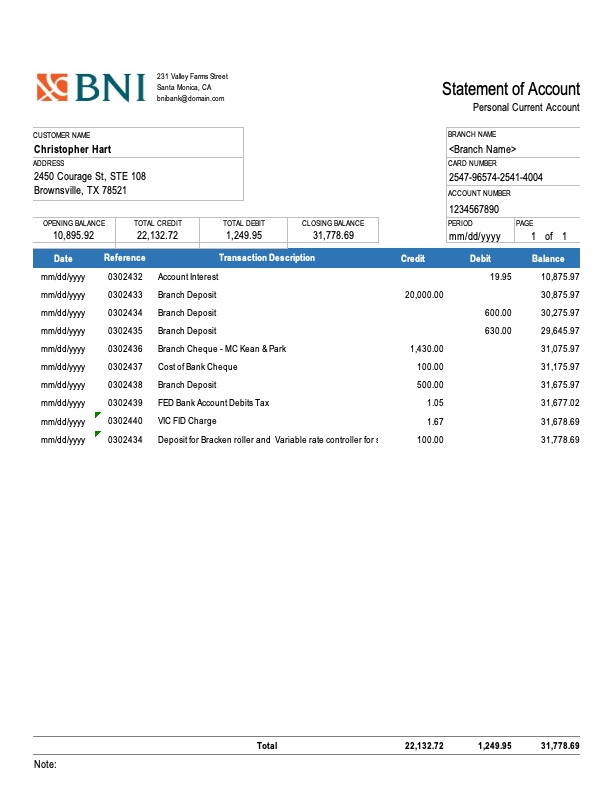 BNI
231 Valley Farms Street
Santa Monica, CA
bnibank@domain.com
Statement of Account
Personal Current Account
CUSTOMER NAME
Christopher Hart
ADDRESS
2450 Courage St, STE 108
Brownsville, TX 78521
BRANCH NAME
<Branch Name>
CARD NUMBER
2547-96574-2541-4004
ACCOUNT NUMBER
1234567890
OPENING BALANCE TOTAL CREDIT TOTAL DEBIT CLOSING BALANCE PERIOD PAGE
10,895.92 22,132.72 1,249.95 31,778.69 mm/dd/yyyy 1 of 1
Date Reference Transaction Description Credit Debit Balance
mm/dd/yyyy 0302432 Account Interest 19.95 10,875.97
mm/dd/yyyy 0302433 Branch Deposit 20,000.00 30,875.97
mm/dd/yyyy 0302434 Branch Deposit 600.00 30,275.97
mm/dd/yyyy 0302435 Branch Deposit 630.00 29,645.97
mm/dd/yyyy 0302436 Branch Cheque - MC Kean & Park 1,430.00 31,075.97
mm/dd/yyyy 0302437 Cost of Bank Cheque 100.00 31,175.97
mm/dd/yyyy 0302438 Branch Deposit 500.00 31,675.97
mm/dd/yyyy 0302439 FED Bank Account Debits Tax 1.05 31,677.02
mm/dd/yyyy 0302440 VIC FID Charge 1.67 31,678.69
mm/dd/yyyy 0302434 Deposit for Bracken roller and Variable rate controller for 100.00 31,778.69
Total 22,132.72 1,249.95 31,778.69
Note: